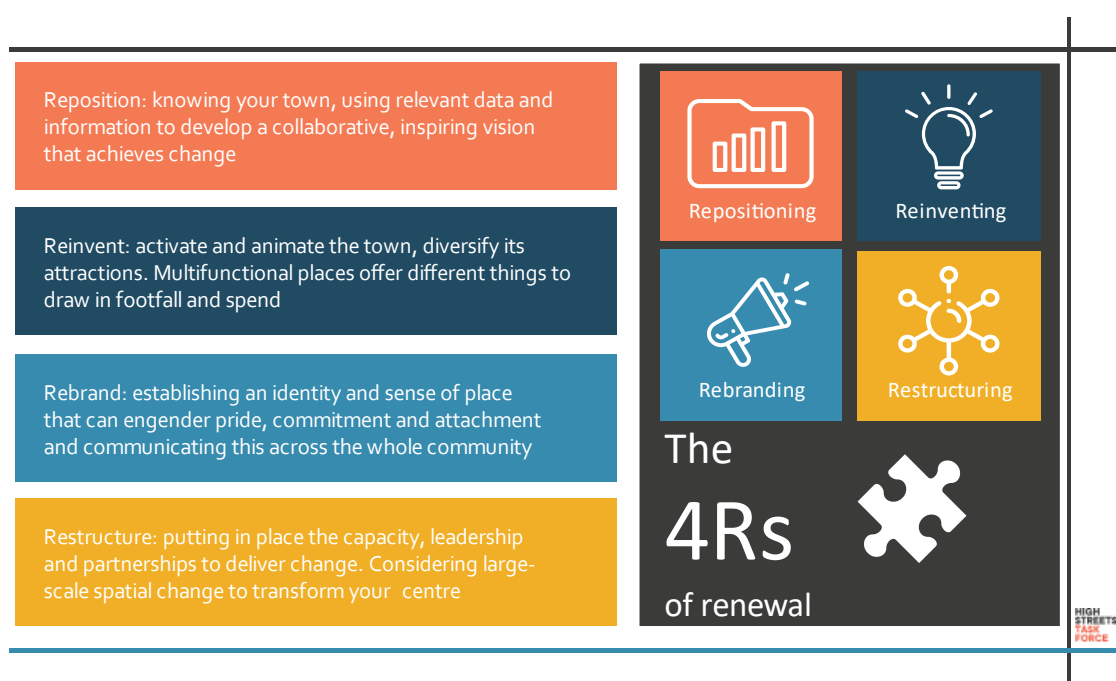 Reposition: knowing your town, using relevant data and
information to develop a collaborative, inspiring vision
that achieves change
Reinvent: activate and animate the town, diversify its
attractions. Multifunctional places offer different things to
draw in footfall and spend
Rebrand: establishing an identity and sense of place
that can engender pride, commitment and attachment
and communicating this across the whole community
Restructure: putting in place the capacity, leadership
and partnerships to deliver change. Considering large-
scale spatial change to transform your centre
Repositioning
Reinventing
Rebranding
Restructuring
The
4Rs
of renewal
HIGH
STREETS
TASK
FORCE